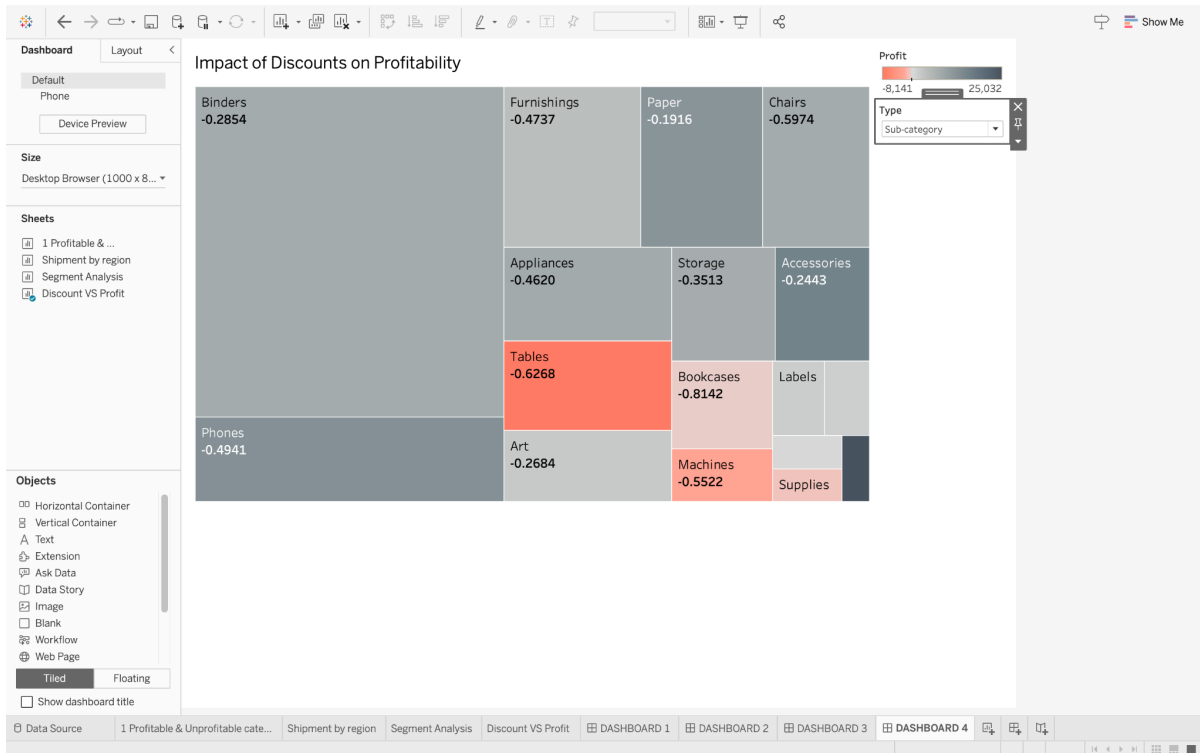 Show Me
Dashboard
Layout
Default
Phone
Device Preview
Size
Desktop Browser (1000 x 8...
Sheets
1 Profitable & ...
Shipment by region
Segment Analysis
Discount VS Profit
Objects
Horizontal Container
Vertical Container
Text
Extension
Ask Data
Data Story
Image
Blank
Workflow
Web Page
Tiled
Floating
Show dashboard title
Impact of Discounts on Profitability
Binders
-0.2854
Furnishings
-0.4737
Paper
-0.1916
Chairs
-0.5974
Appliances
-0.4620
Storage
-0.3513
Accessories
-0.2443
Tables
-0.6268
Bookcases
-0.8142
Labels
Phones
-0.4941
Art
-0.2684
Machines
-0.5522
Supplies
Profit
-8,141
25,032
Type
Sub-category
Data Source
1 Profitable & Unprofitable cate...
Shipment by region
Segment Analysis
Discount VS Profit
DASHBOARD 1
DASHBOARD 2
DASHBOARD 3
DASHBOARD 4